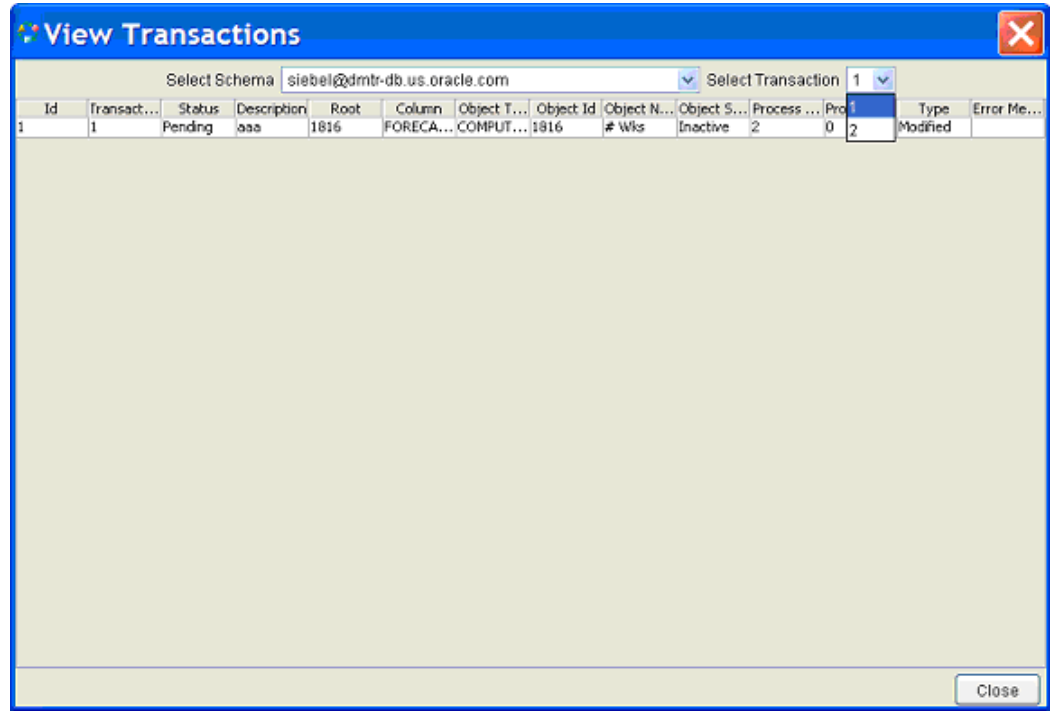 View Transactions
Select Schema siebel@dmtr-db.us.oracle.com Select Transaction 1
Id Transact... Status Description Root Column Object T... Object Id Object N... Object S... Process ... Pro 1 Type Error Me...
1 1 Pending aaa 1816 FORECA... COMPUT... 1816 # Wks Inactive 2 0 2 Modified
Close